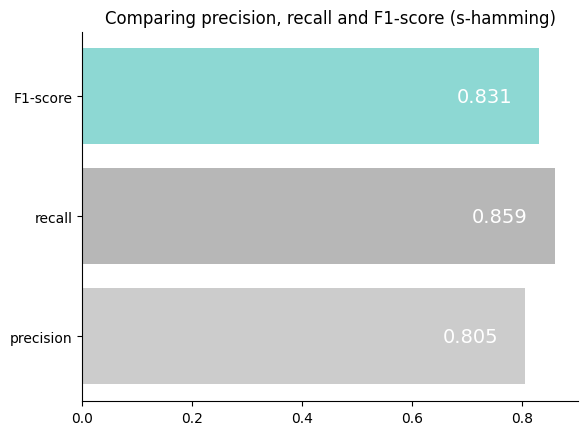 Comparing precision, recall and F1-score (s-hamming)
F1-score
0.831
recall
0.859
precision
0.805
0.0 0.2 0.4 0.6 0.8